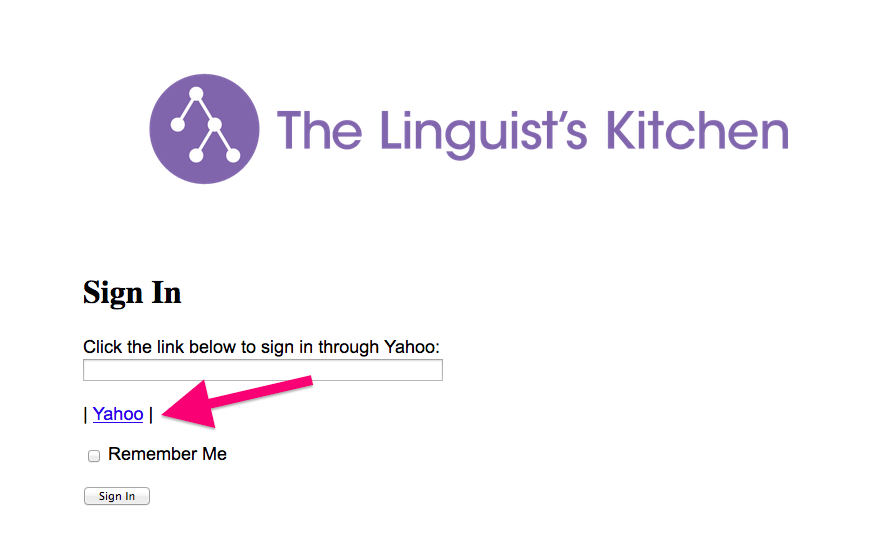 The Linguist's Kitchen
Sign In
Click the link below to sign in through Yahoo:
| Yahoo |
Remember Me
Sign In